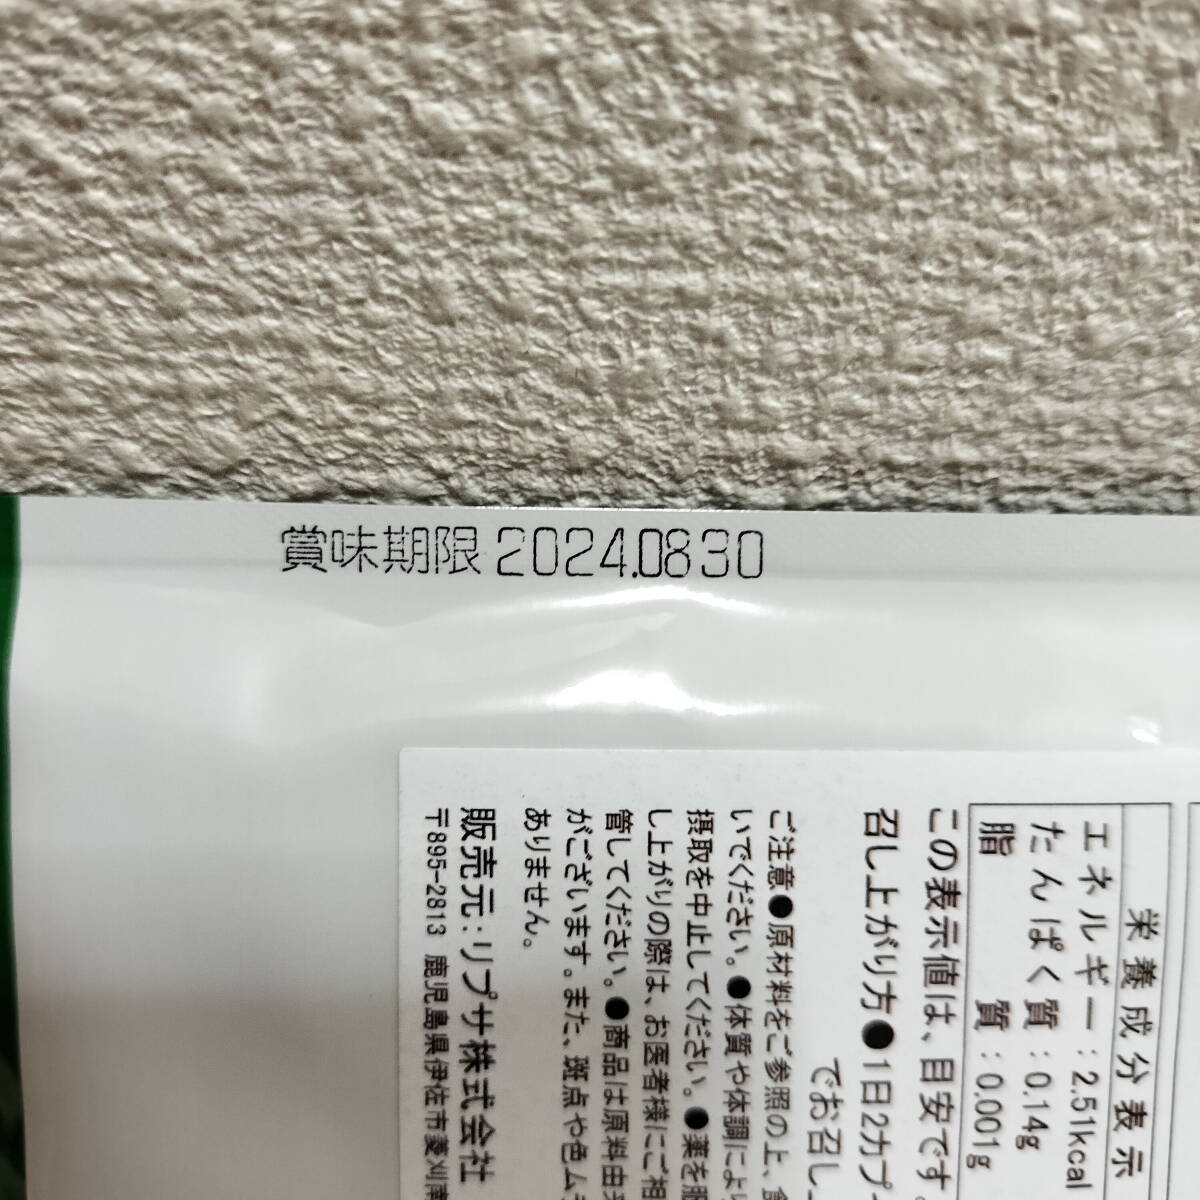 賞味期限 2024.0830
栄養成分表示
エネルギー:2.51kcal
たんぱく質:0.14g
脂質:0.001g
この表示値は、目安です。
召し上がり方●1日2カプ
でお召し
ご注意●原材料をご参照の上、
いでください。●体質や体調によ
摂取を中止してください。●薬を服
し上がりの際は、お医者様にご相
管してください。●商品は原料由
がございます。また、斑点や色ム
ありません。
販売元:リプサ株式会社
〒895-2813 鹿児島県伊佐市菱刈南